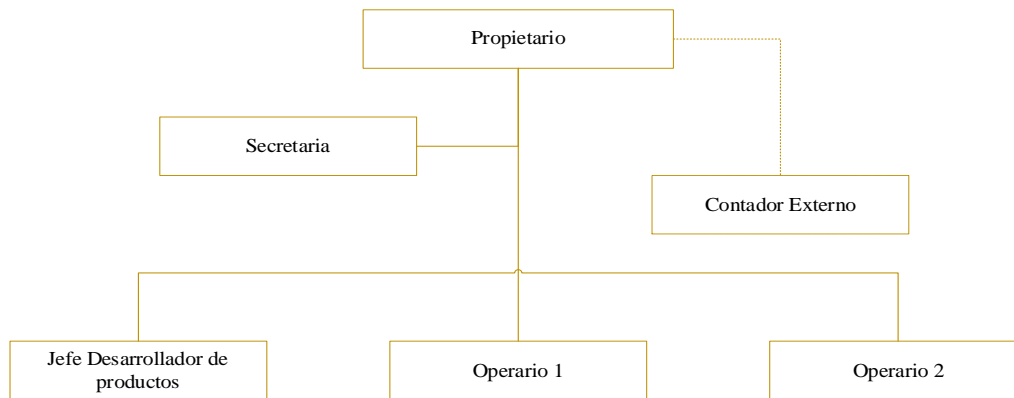 Propietario
Secretaria
Contador Externo
Jefe Desarrollador de
productos
Operario 1
Operario 2